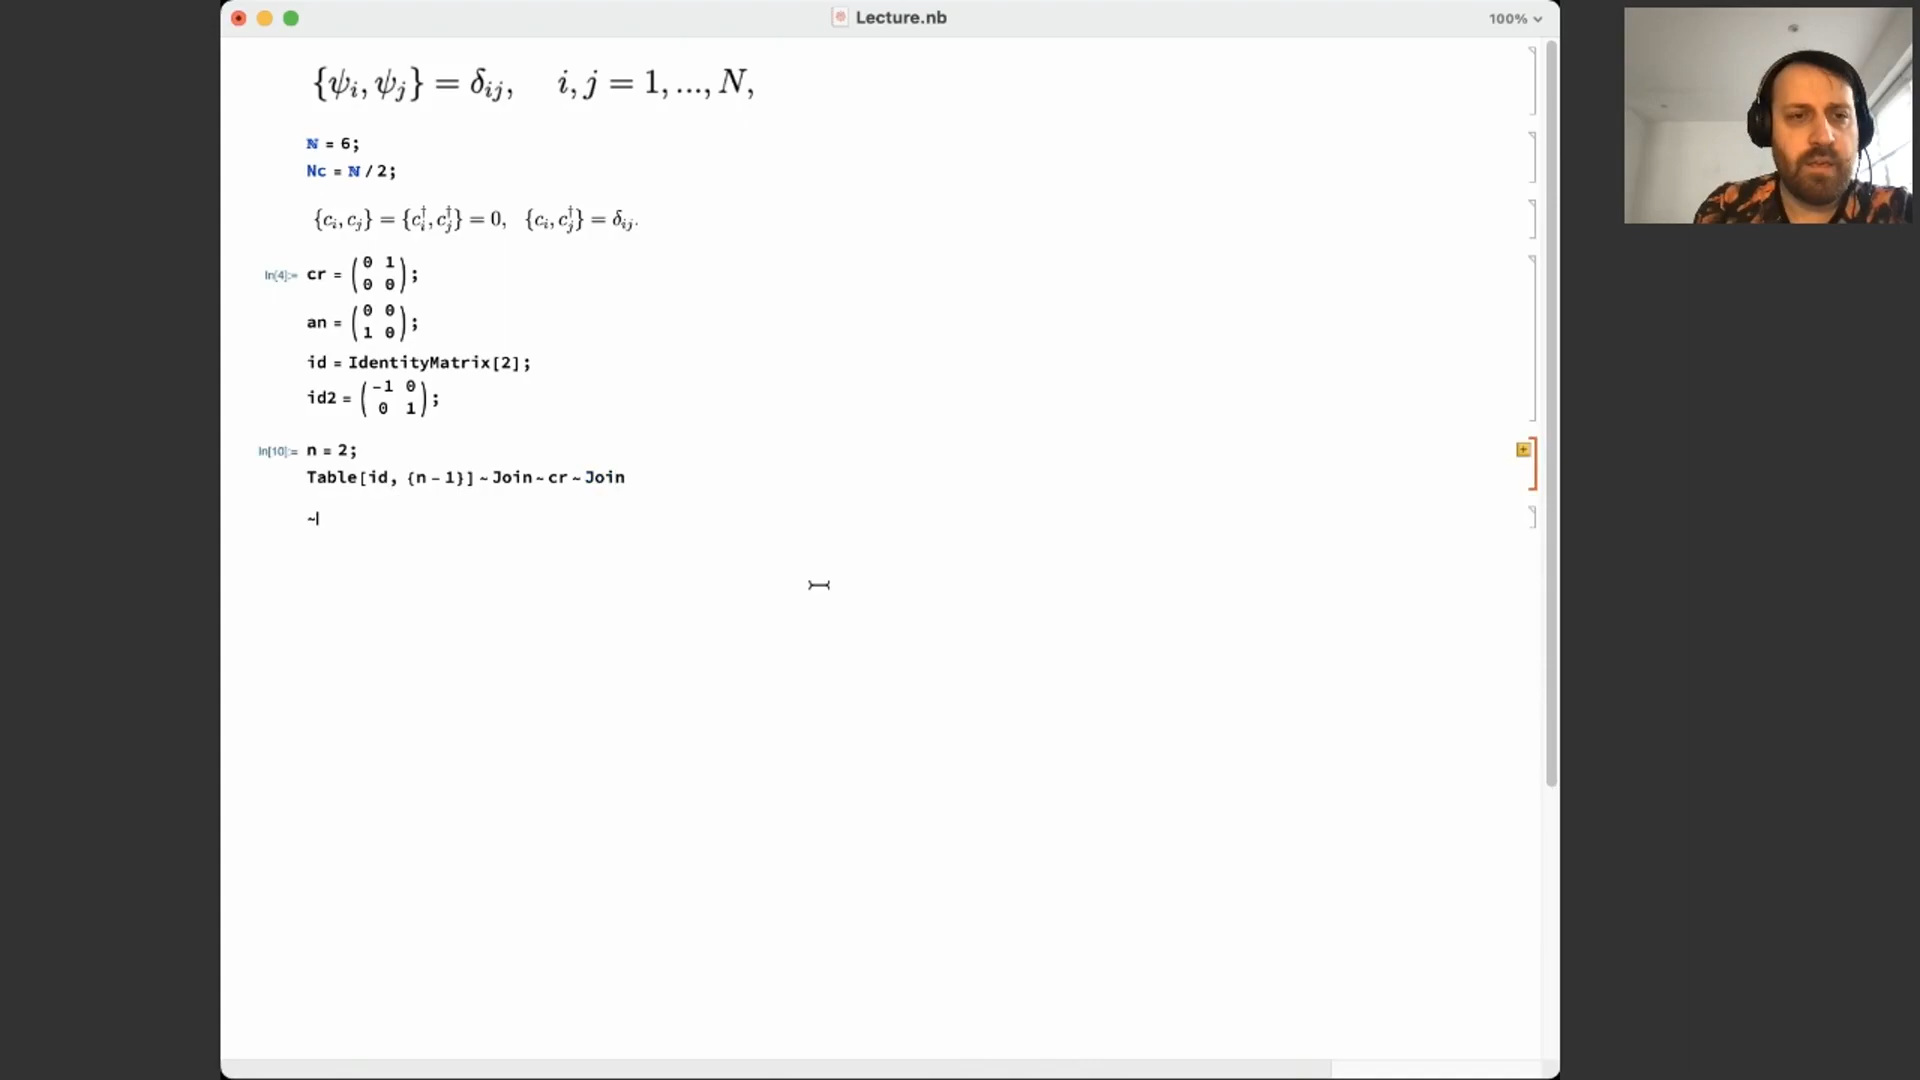 Lecture.nb
100%
{ψ_i, ψ_j} = δ_ij,   i, j = 1, ..., N,
ℕ = 6;
Nc = ℕ / 2;
{c_i, c_j} = {c_i^†, c_j^†} = 0,   {c_i, c_j^†} = δ_ij.
In[4]:= cr = (0 1
0 0);
an = (0 0
1 0);
id = IdentityMatrix[2];
id2 = (-1 0
0 1);
In[10]:= n = 2;
Table[id, {n - 1}] ~ Join ~ cr ~ Join
~